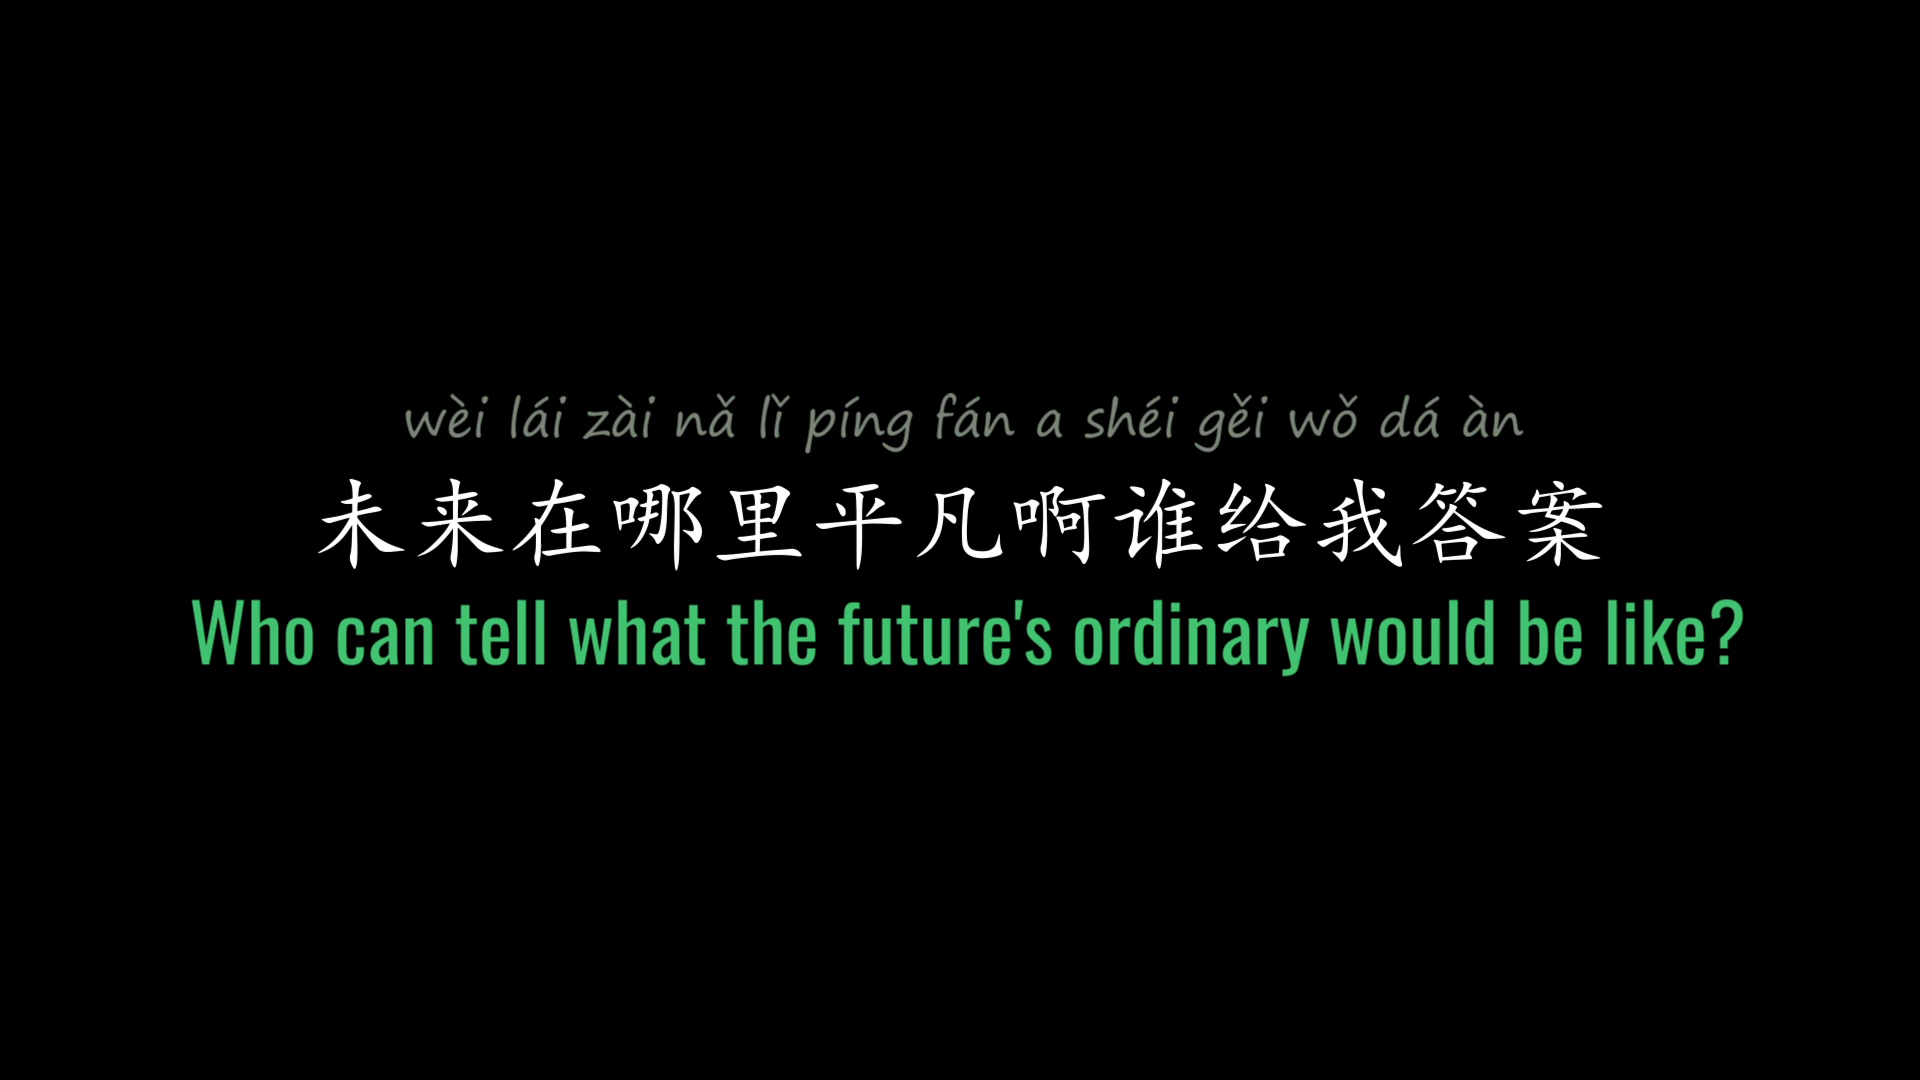 wèi lái zài nǎ lǐ píng fán a shéi gěi wǒ dá àn
未来在哪里平凡啊谁给我答案
Who can tell what the future's ordinary would be like?